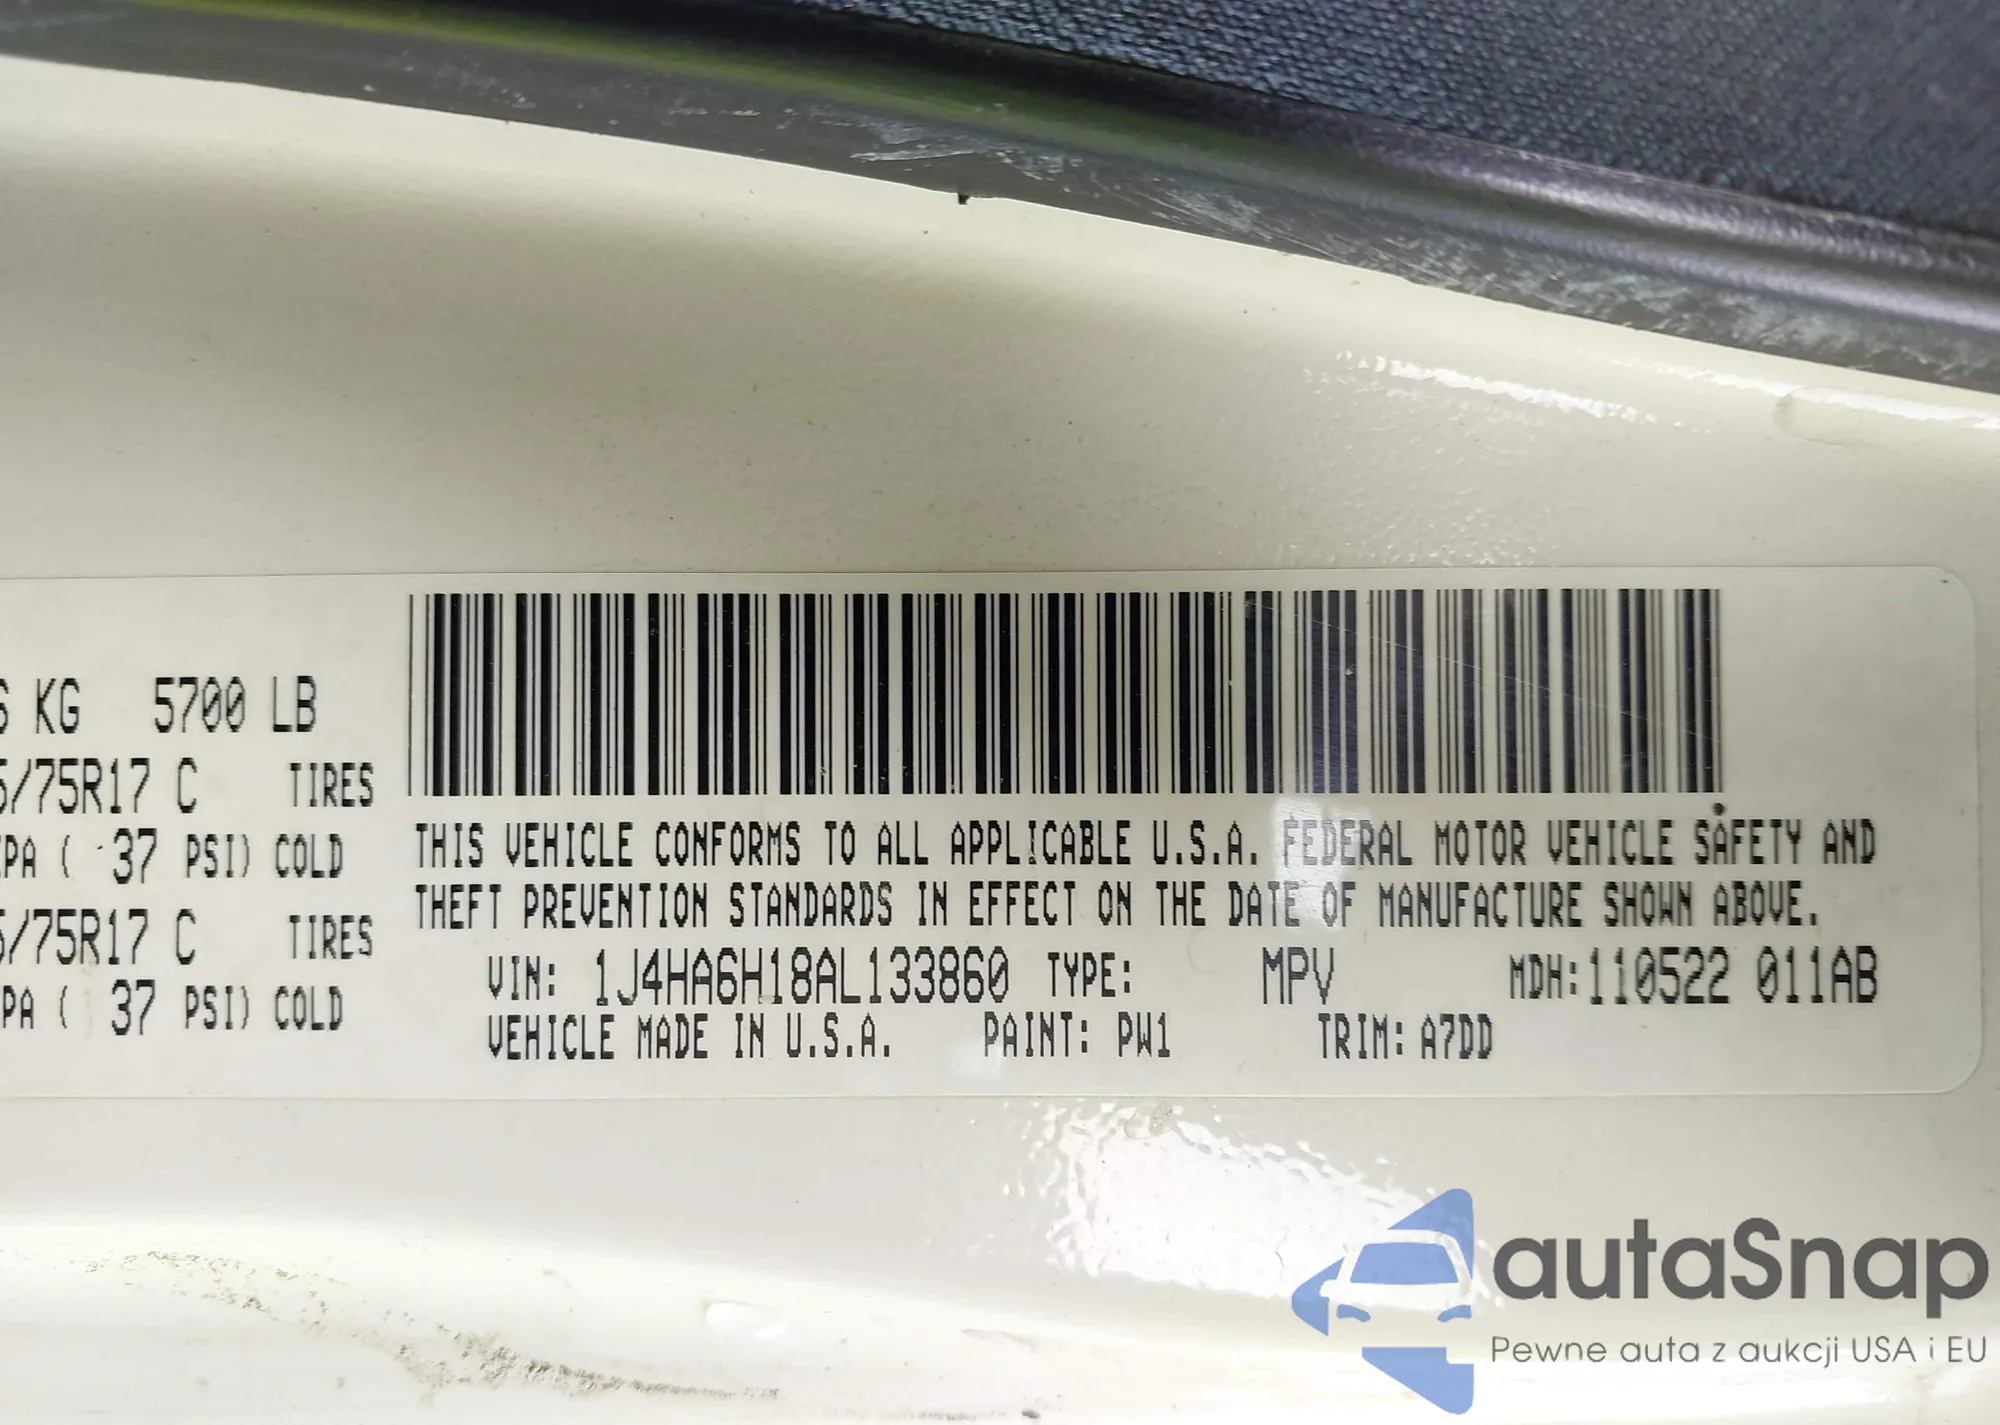 KG 5700 LB
/75R17 C TIRES
PA ( 37 PSI) COLD
/75R17 C TIRES
PA ( 37 PSI) COLD
THIS VEHICLE CONFORMS TO ALL APPLICABLE U.S.A. FEDERAL MOTOR VEHICLE SAFETY AND
THEFT PREVENTION STANDARDS IN EFFECT ON THE DATE OF MANUFACTURE SHOWN ABOVE.
VIN: 1J4HA6H18AL133860 TYPE: MPV MDH:110522 011AB
VEHICLE MADE IN U.S.A. PAINT: PW1 TRIM: A7DD
autaSnap
Pewne auta z aukcji USA i EU